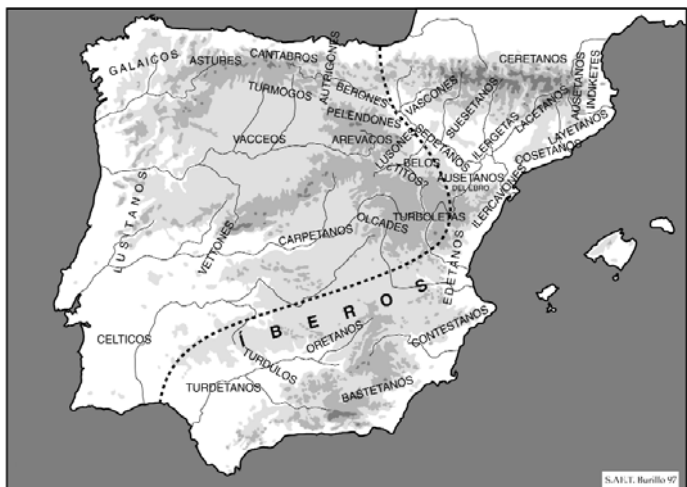 GALAICOS
ASTURES
CANTABROS
AUTRIGONES
TURMOGOS
BERONES
VASCONES
CERETANOS
AUSETANOS
INDIKETES
PELENDONES
SUESETANOS
ILERGETAS
LACETANOS
LAYETANOS
COSETANOS
VACCEOS
AREVACOS
LUSONES
SEDETANOS
BELOS
¿TITOS?
AUSETANOS
DEL EBRO
ILERCAVONES
LUSITANOS
VETTONES
CARPETANOS
OLCADES
TURBOLETAS
EDETANOS
ÍBEROS
CELTICOS
ORETANOS
CONTESTANOS
TURDULOS
TURDETANOS
BASTETANOS
S.AE.T. Burillo 97